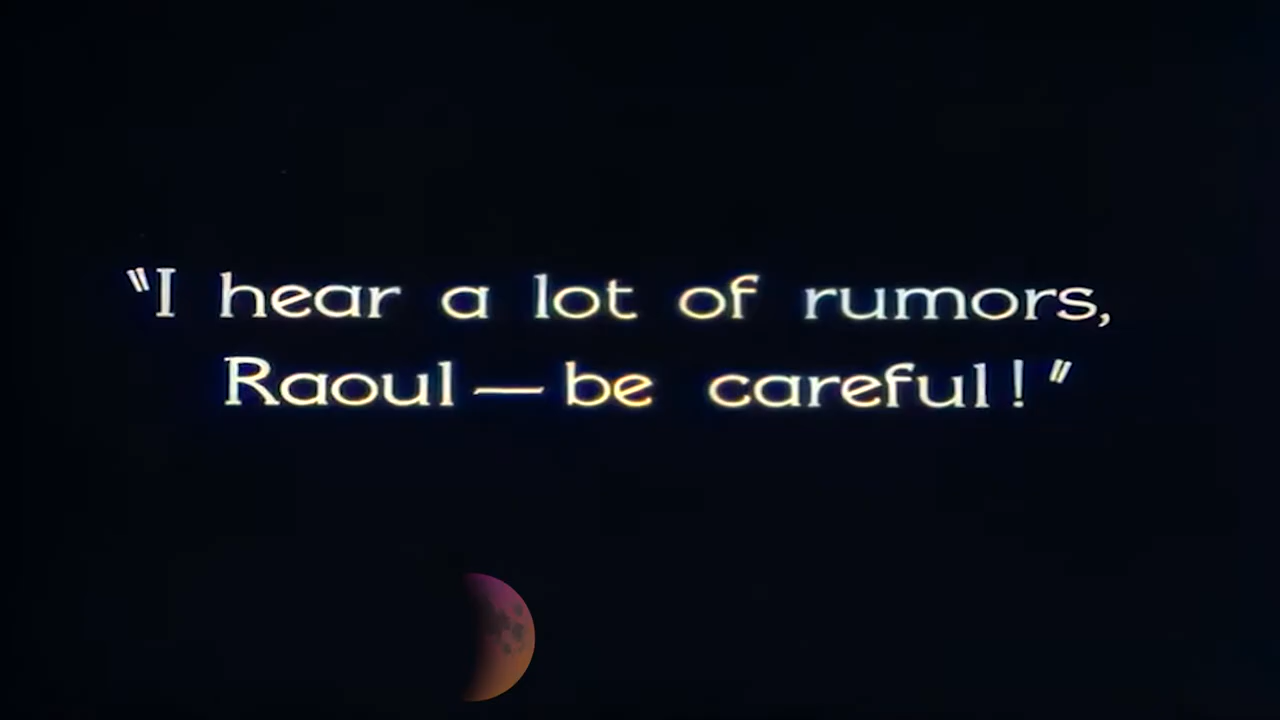 "I hear a lot of rumors,
Raoul — be careful!"